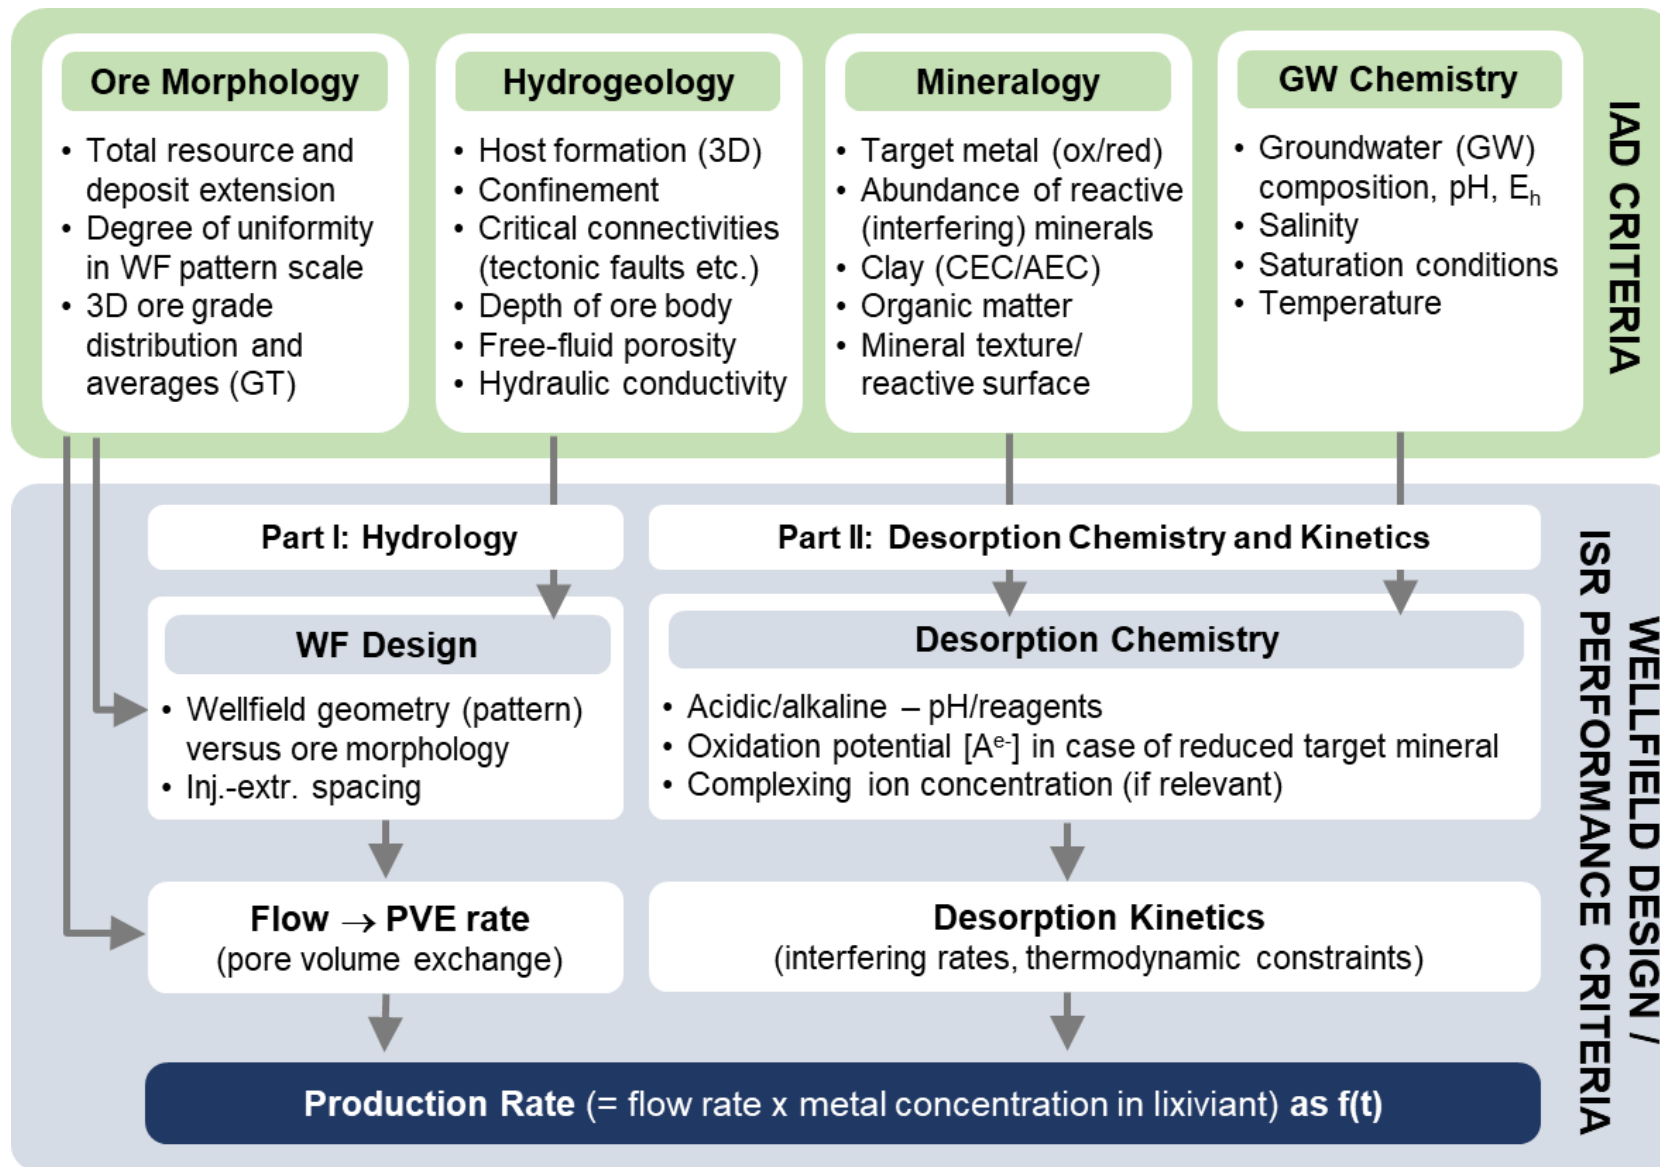 Ore Morphology
• Total resource and
deposit extension
• Degree of uniformity
in WF pattern scale
• 3D ore grade
distribution and
averages (GT)
Hydrogeology
• Host formation (3D)
• Confinement
• Critical connectivities
(tectonic faults etc.)
• Depth of ore body
• Free-fluid porosity
• Hydraulic conductivity
Mineralogy
• Target metal (ox/red)
• Abundance of reactive
(interfering) minerals
• Clay (CEC/AEC)
• Organic matter
• Mineral texture/
reactive surface
GW Chemistry
• Groundwater (GW)
composition, pH, Eh
• Salinity
• Saturation conditions
• Temperature
IAD CRITERIA
Part I: Hydrology
Part II: Desorption Chemistry and Kinetics
WF Design
• Wellfield geometry (pattern)
versus ore morphology
• Inj.-extr. spacing
Desorption Chemistry
• Acidic/alkaline – pH/reagents
• Oxidation potential [Ae-] in case of reduced target mineral
• Complexing ion concentration (if relevant)
Flow → PVE rate
(pore volume exchange)
Desorption Kinetics
(interfering rates, thermodynamic constraints)
Production Rate (= flow rate x metal concentration in lixiviant) as f(t)
WELLFIELD DESIGN /
ISR PERFORMANCE CRITERIA